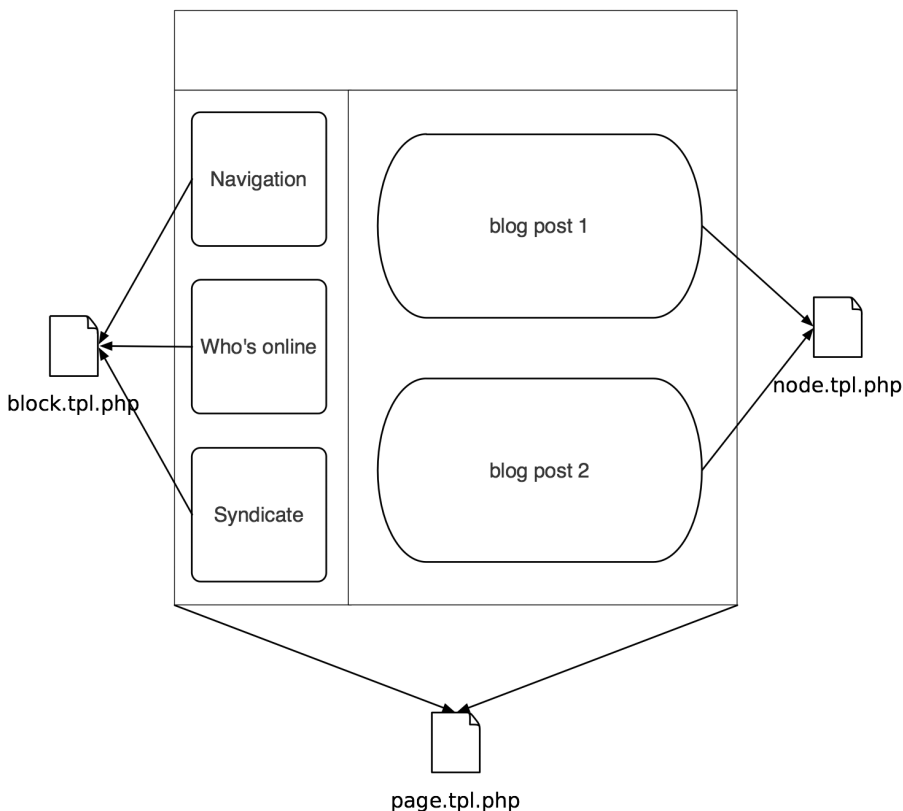 Navigation
blog post 1
Who's online
block.tpl.php
node.tpl.php
blog post 2
Syndicate
page.tpl.php